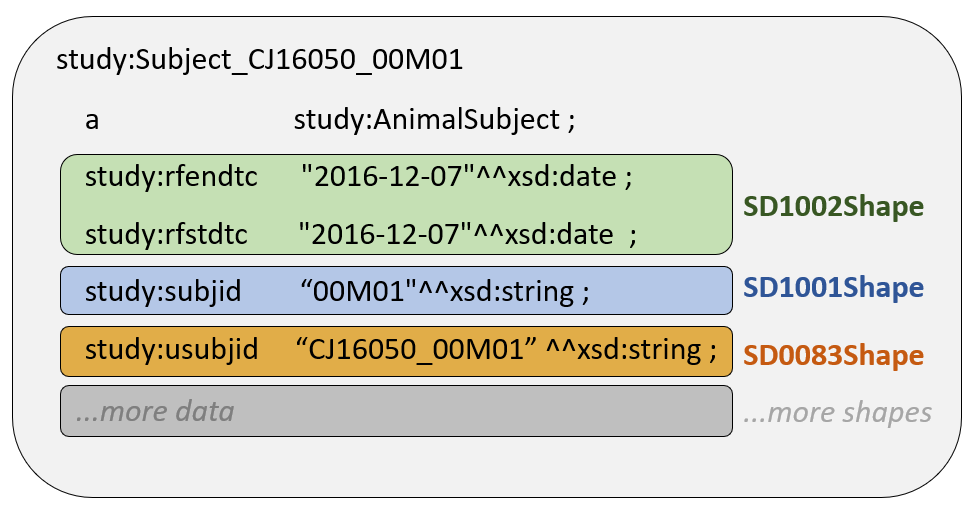 study:Subject_CJ16050_00M01
a study:AnimalSubject ;
study:rfendtc "2016-12-07"^^xsd:date ;
SD1002Shape
study:rfstdtc "2016-12-07"^^xsd:date ;
study:subjid “00M01"^^xsd:string ; SD1001Shape
study:usubjid “CJ16050_00M01” ^^xsd:string ; SD0083Shape
...more data ...more shapes